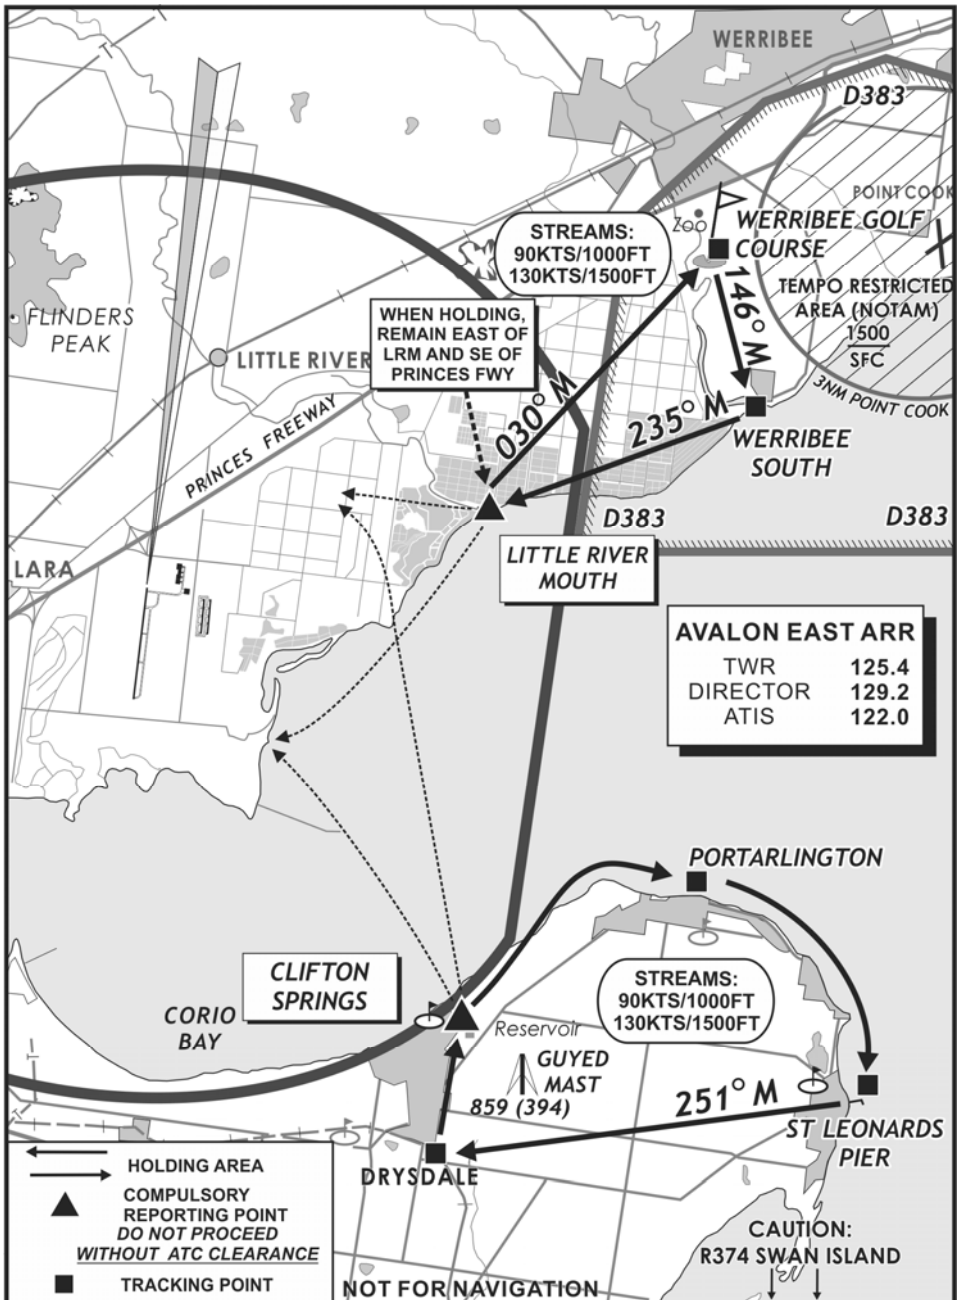 WERRIBEE
D383
POINT COOK
Zoo
WERRIBEE GOLF
COURSE
STREAMS:
90KTS/1000FT
130KTS/1500FT
TEMPO RESTRICTED
AREA (NOTAM)
1500
SFC
3NM POINT COOK
146° M
FLINDERS
PEAK
WHEN HOLDING,
REMAIN EAST OF
LRM AND SE OF
PRINCES FWY
LITTLE RIVER
030° M
235° M
PRINCES FREEWAY
WERRIBEE
SOUTH
D383
D383
LARA
LITTLE RIVER
MOUTH
AVALON EAST ARR
TWR 125.4
DIRECTOR 129.2
ATIS 122.0
PORTARLINGTON
CLIFTON
SPRINGS
CORIO
BAY
STREAMS:
90KTS/1000FT
130KTS/1500FT
Reservoir
GUYED
MAST
859 (394)
251° M
ST LEONARDS
PIER
DRYSDALE
HOLDING AREA
COMPULSORY
REPORTING POINT
DO NOT PROCEED
WITHOUT ATC CLEARANCE
TRACKING POINT
CAUTION:
R374 SWAN ISLAND
NOT FOR NAVIGATION